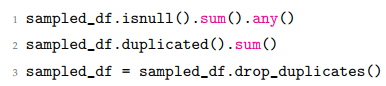 1 sampled_df.isnull().sum().any()
2 sampled_df.duplicated().sum()
3 sampled_df = sampled_df.drop_duplicates()